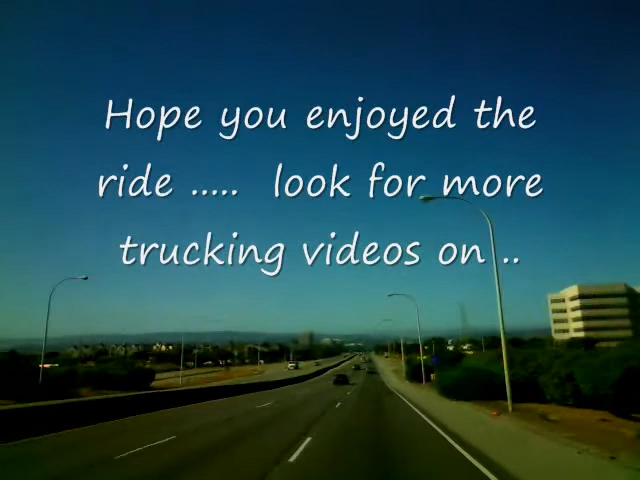 Hope you enjoyed the
ride ..... look for more
trucking videos on ..